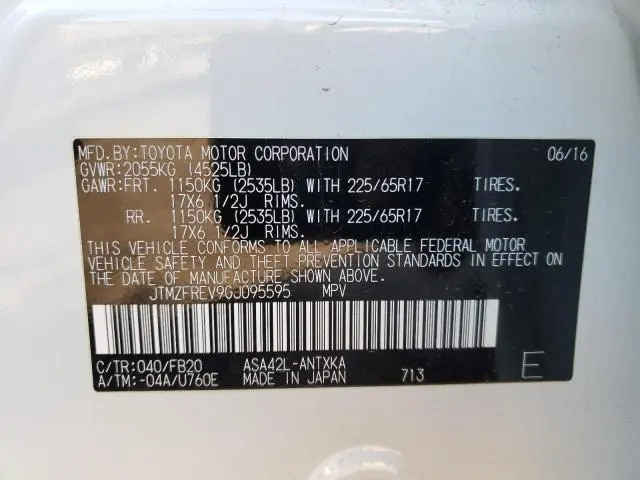 MFD.BY:TOYOTA MOTOR CORPORATION 06/16
GVWR:2055KG (4525LB)
GAWR:FRT. 1150KG (2535LB) WITH 225/65R17 TIRES.
17X6 1/2J RIMS.
RR. 1150KG (2535LB) WITH 225/65R17 TIRES.
17X6 1/2J RIMS.
THIS VEHICLE CONFORMS TO ALL APPLICABLE FEDERAL MOTOR
VEHICLE SAFETY AND THEFT PREVENTION STANDARDS IN EFFECT ON
THE DATE OF MANUFACTURE SHOWN ABOVE.
JTMZFREV9GJ095595 MPV
C/TR:040/FB20 ASA42L-ANTXKA
A/TM:-04A/U760E MADE IN JAPAN 713 E